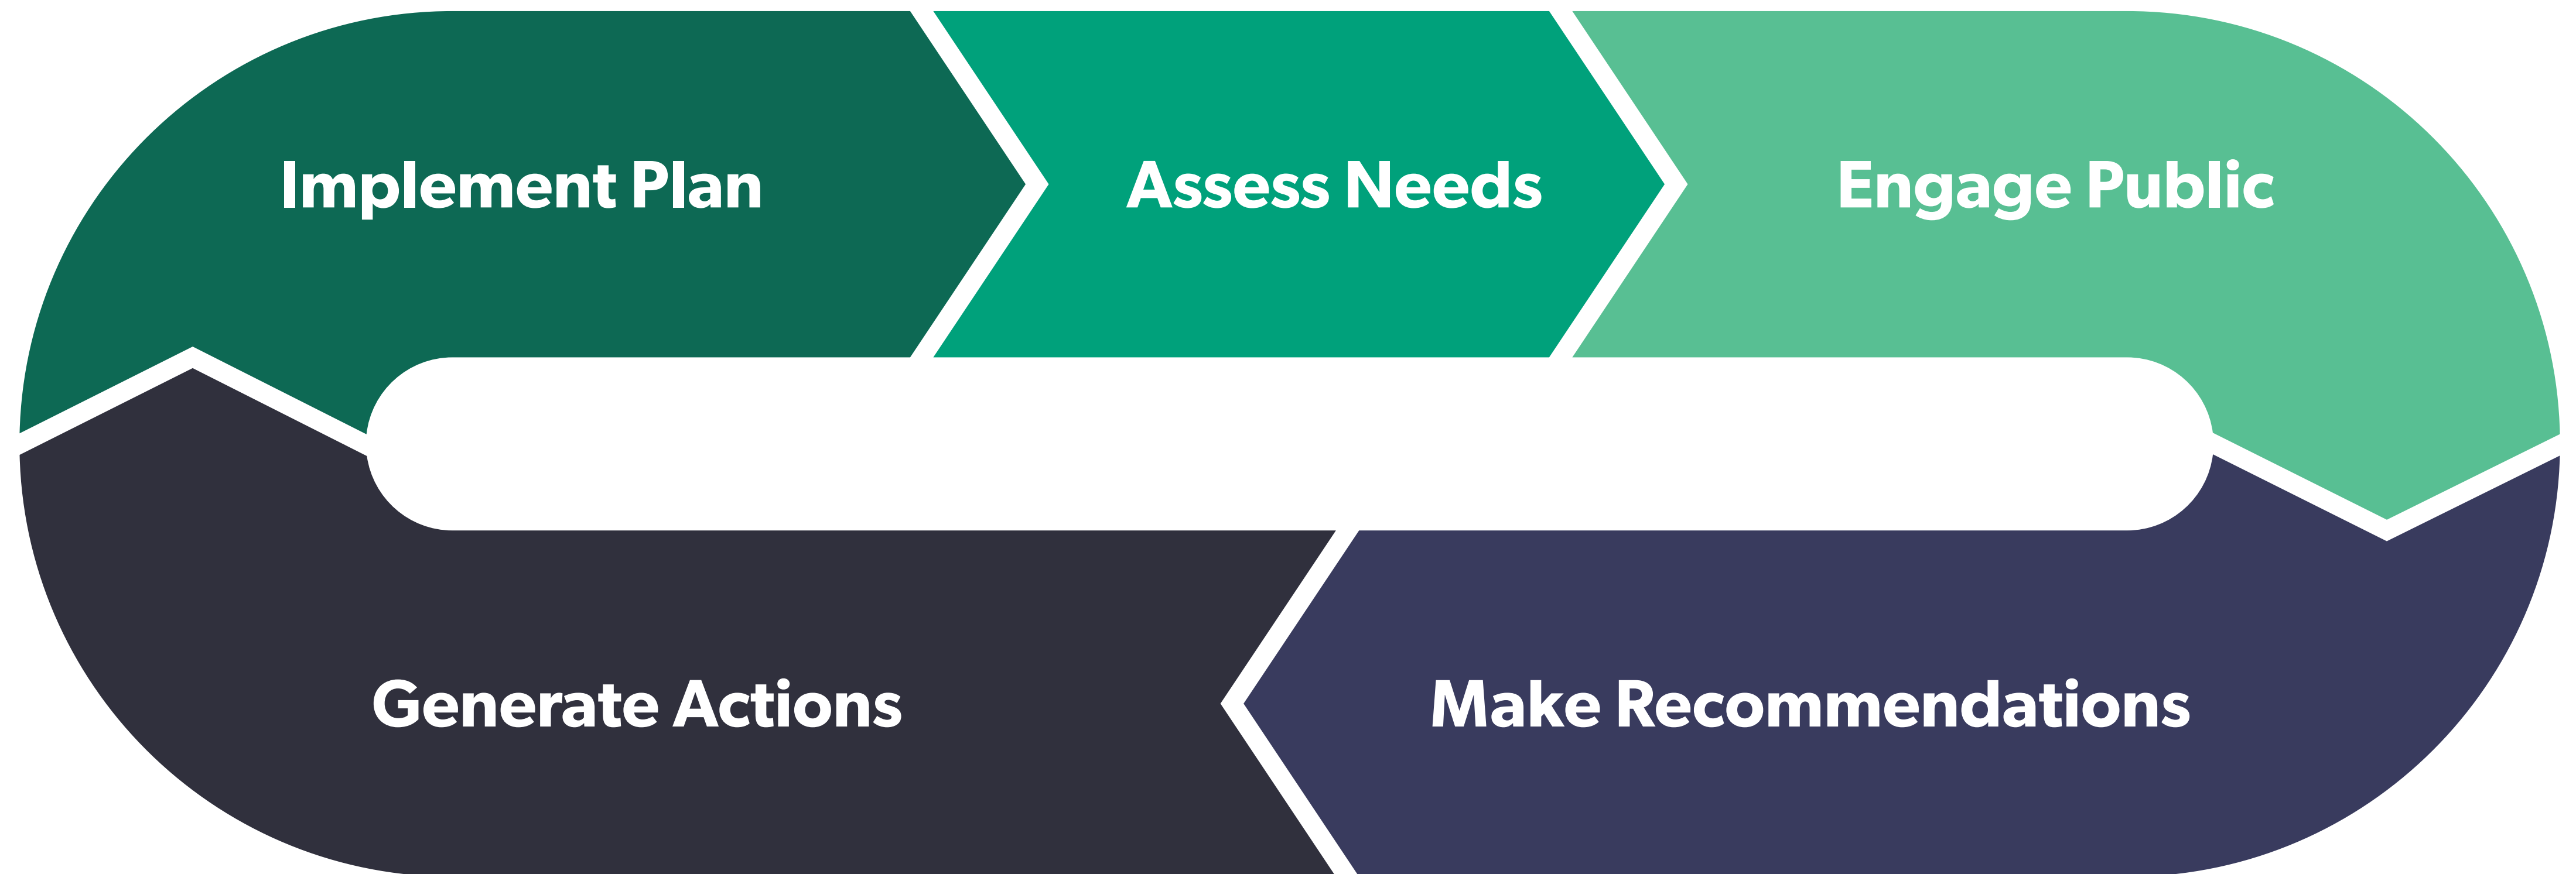 Implement Plan
Assess Needs
Engage Public
Generate Actions
Make Recommendations